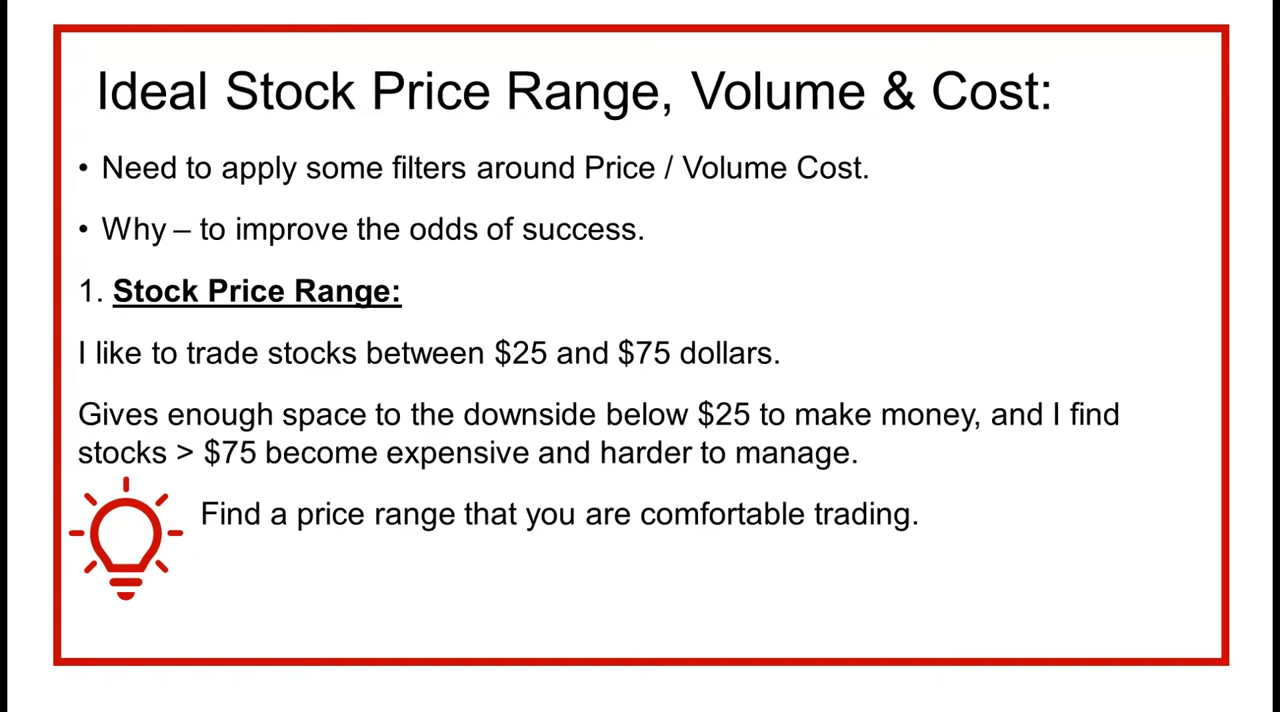 Ideal Stock Price Range, Volume & Cost:
• Need to apply some filters around Price / Volume Cost.
• Why – to improve the odds of success.
1. Stock Price Range:
I like to trade stocks between $25 and $75 dollars.
Gives enough space to the downside below $25 to make money, and I find
stocks > $75 become expensive and harder to manage.
Find a price range that you are comfortable trading.